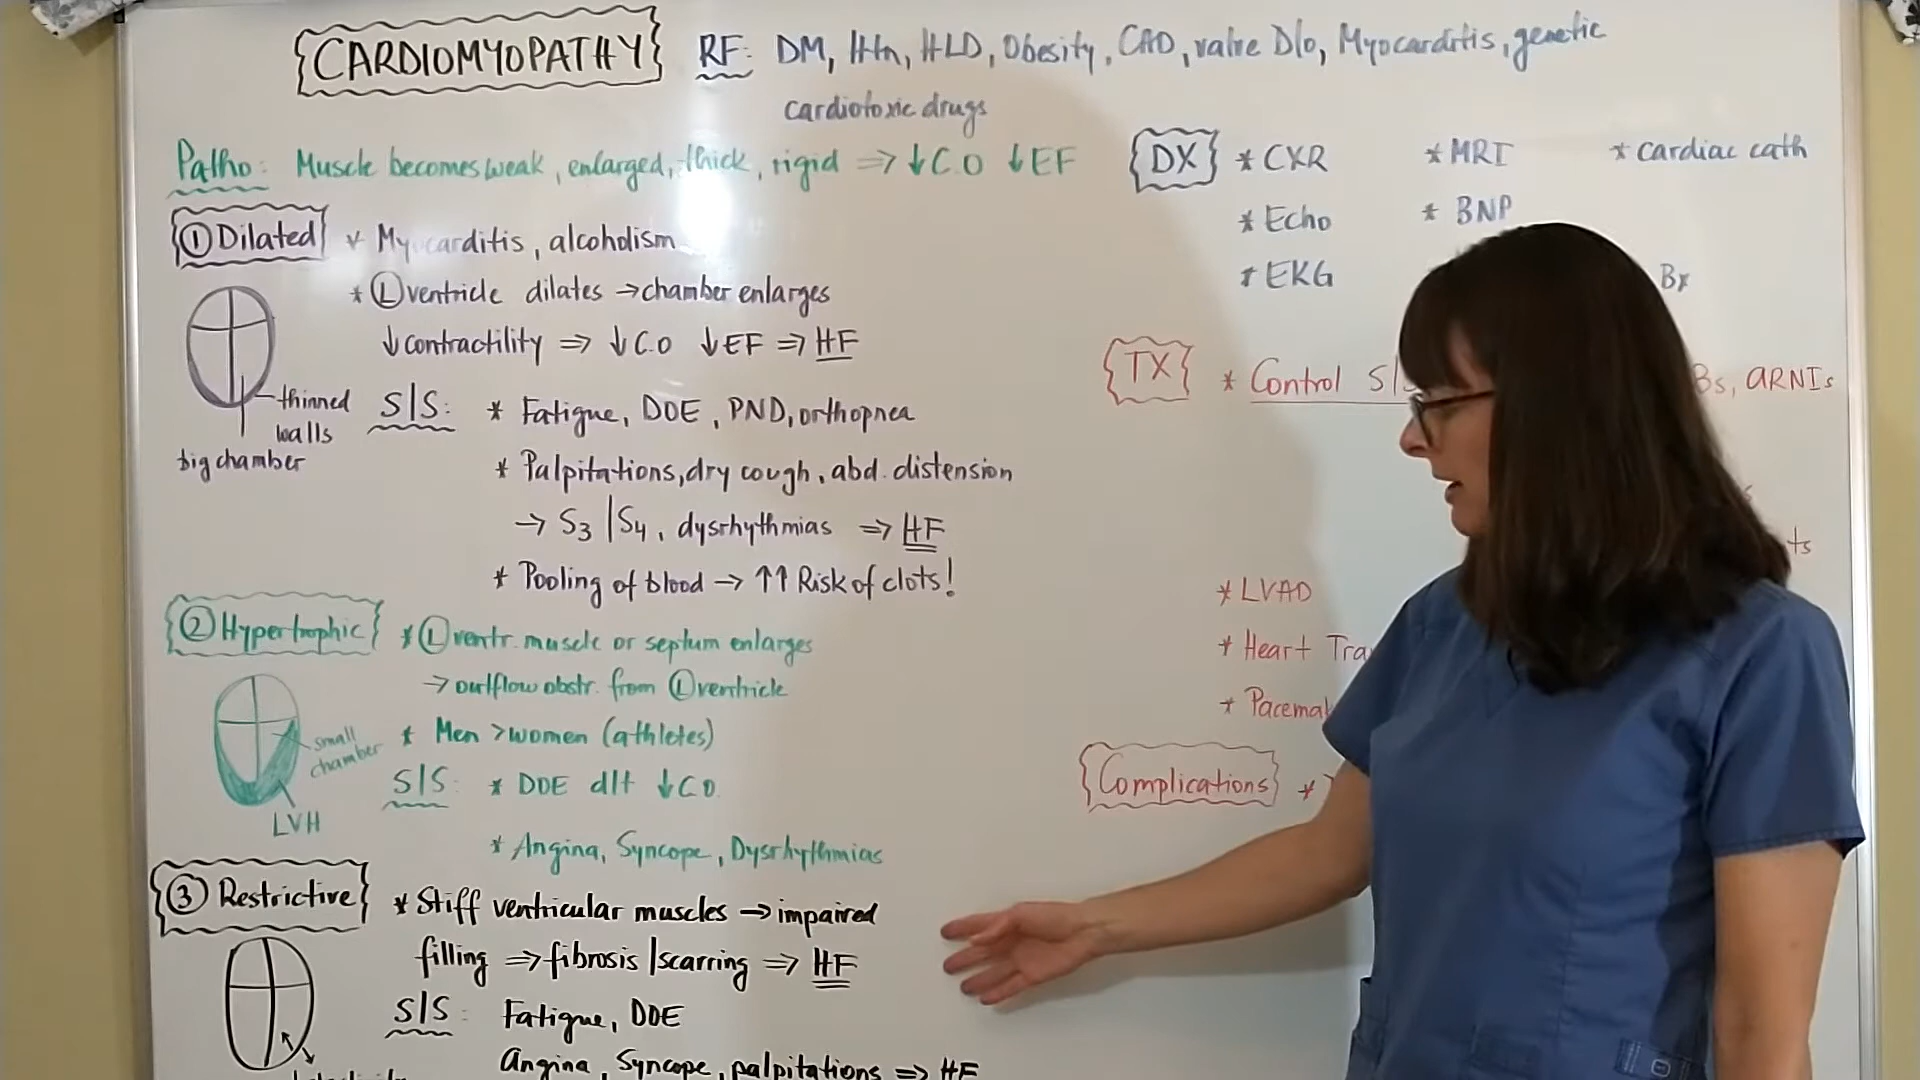 CARDIOMYOPATHY RF: DM, Htn, HLD, Obesity, CAD, valve D/o, Myocarditis, genetic
cardiotoxic drugs
Patho: Muscle becomes weak, enlarged, thick, rigid ⇒ ↓C.O ↓EF
① Dilated * Myocarditis, alcoholism
* Ⓛ ventricle dilates → chamber enlarges
↓contractility ⇒ ↓C.O ↓EF ⇒ HF
thinned
walls
big chamber
S/S: * Fatigue, DOE, PND, orthopnea
* Palpitations, dry cough, abd. distension
→ S3 / S4, dysrhythmias ⇒ HF
* Pooling of blood → ↑↑ Risk of clots!
② Hypertrophic * Ⓛ ventr. muscle or septum enlarges
→ outflow obstr. from Ⓛ ventricle
small
chamber
LVH
* Men > women (athletes)
S/S: * DOE d/t ↓CO
* Angina, Syncope, Dysrhythmias
③ Restrictive * Stiff ventricular muscles → impaired
filling ⇒ fibrosis / scarring ⇒ HF
S/S: Fatigue, DOE
Angina, Syncope, palpitations ⇒ HF
DX * CXR * MRI * cardiac cath
* Echo * BNP
* EKG Bx
TX * Control S/ Bs, ARNIs
ts
* LVAD
* Heart Tra
* Pacemak
Complications *